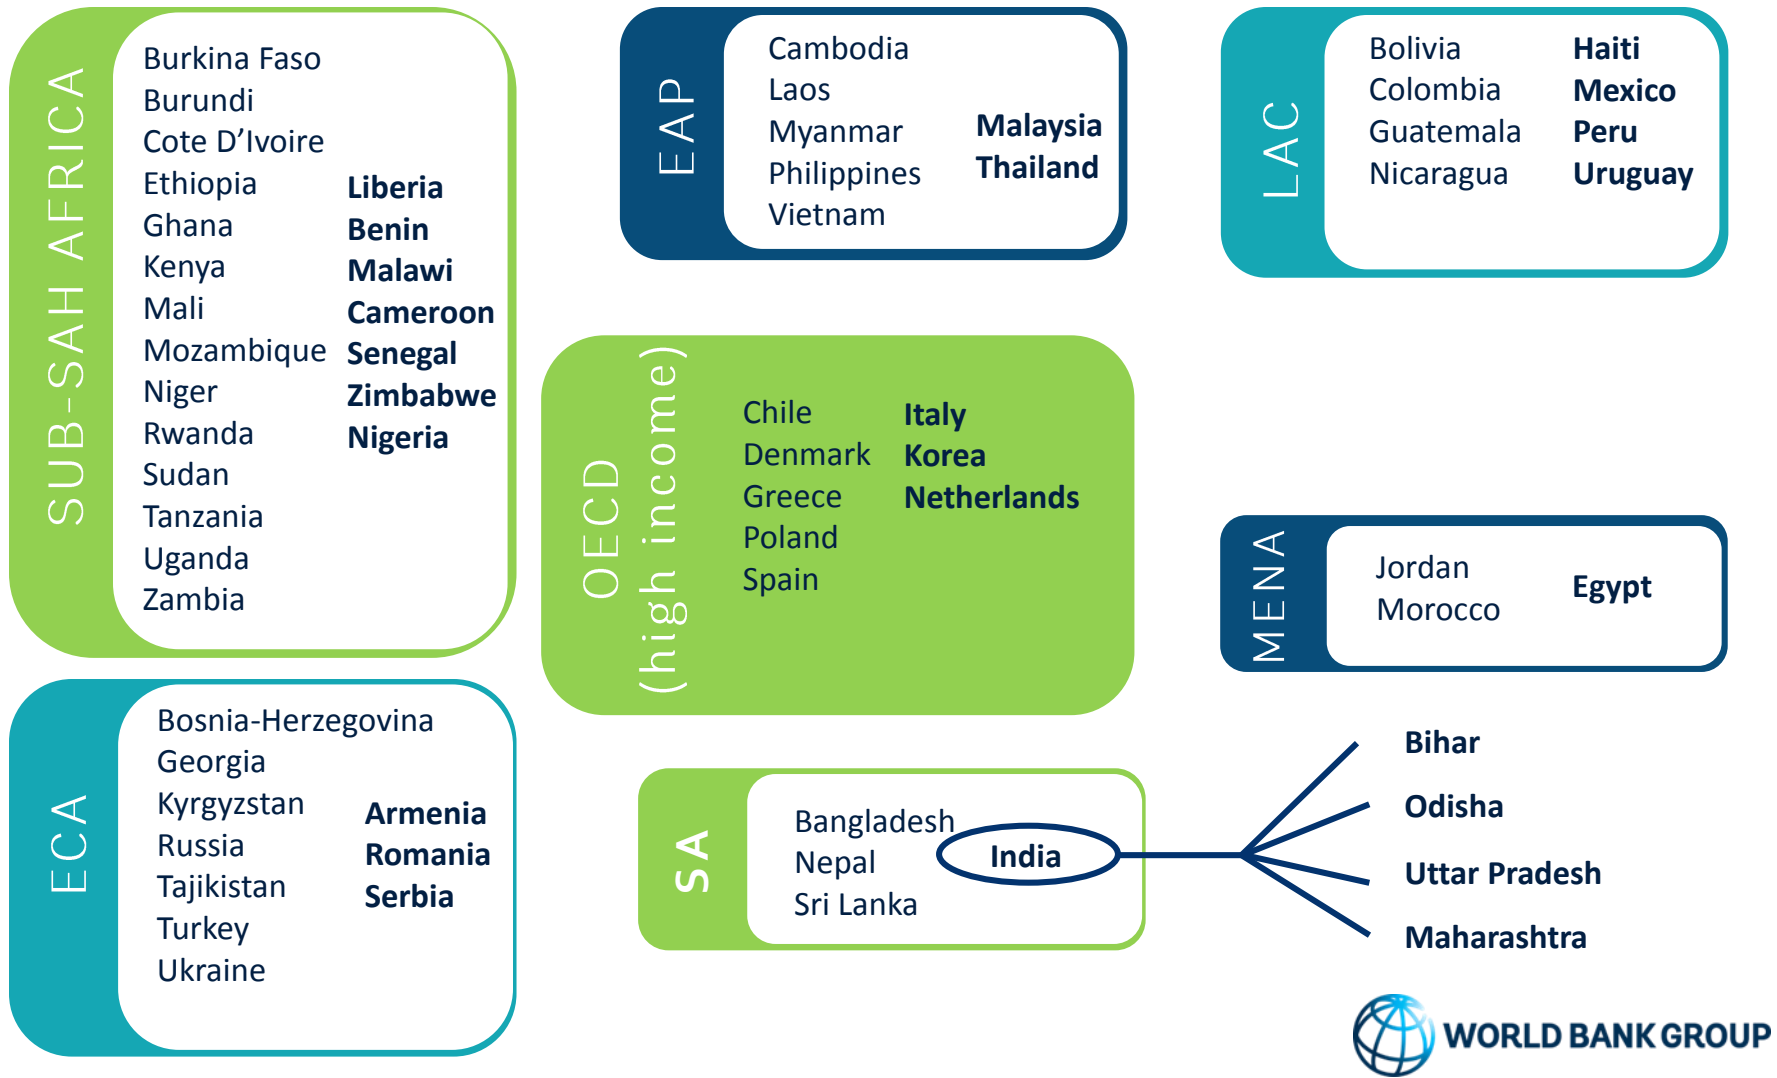 SUB-SAH AFRICA
Burkina Faso
Burundi
Cote D’Ivoire
Ethiopia
Ghana
Kenya
Mali
Mozambique
Niger
Rwanda
Sudan
Tanzania
Uganda
Zambia
Liberia
Benin
Malawi
Cameroon
Senegal
Zimbabwe
Nigeria
EAP
Cambodia
Laos
Myanmar
Philippines
Vietnam
Malaysia
Thailand
LAC
Bolivia
Colombia
Guatemala
Nicaragua
Haiti
Mexico
Peru
Uruguay
OECD
(high income)
Chile
Denmark
Greece
Poland
Spain
Italy
Korea
Netherlands
MENA
Jordan
Morocco
Egypt
ECA
Bosnia-Herzegovina
Georgia
Kyrgyzstan
Russia
Tajikistan
Turkey
Ukraine
Armenia
Romania
Serbia
SA
Bangladesh
Nepal
Sri Lanka
India
Bihar
Odisha
Uttar Pradesh
Maharashtra
WORLD BANK GROUP